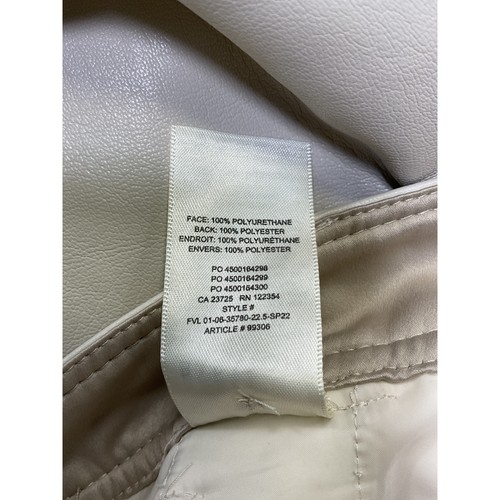 FACE: 100% POLYURETHANE
BACK: 100% POLYESTER
ENDROIT: 100% POLYURÉTHANE
ENVERS: 100% POLYESTER
PO 4500164298
PO 4500164299
PO 4500164300
CA 23725 RN 122354
STYLE #
FVL 01-06-35780-22.5-SP22
ARTICLE # 99306